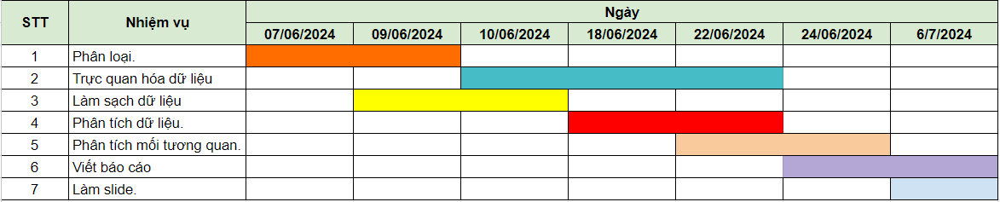 STT Nhiệm vụ Ngày
07/06/2024 09/06/2024 10/06/2024 18/06/2024 22/06/2024 24/06/2024 6/7/2024
1 Phân loại.
2 Trực quan hóa dữ liệu
3 Làm sạch dữ liệu
4 Phân tích dữ liệu.
5 Phân tích mối tương quan.
6 Viết báo cáo
7 Làm slide.